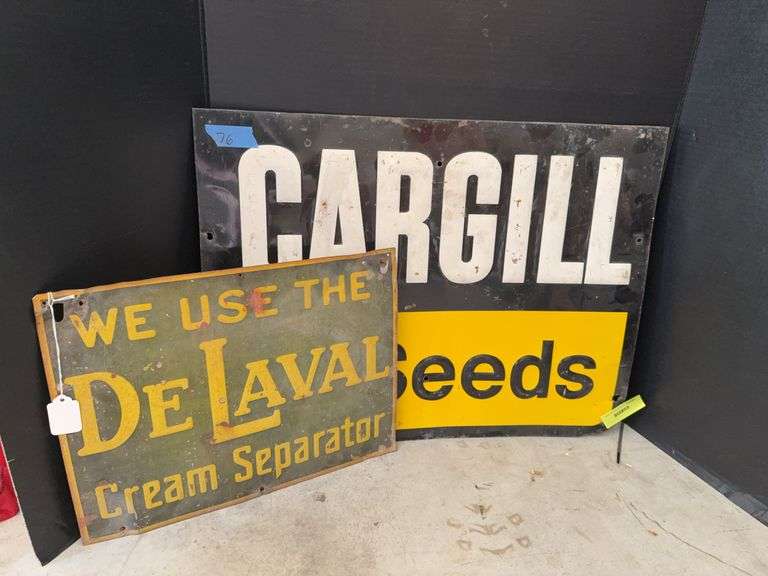 76
CARGILL
Seeds
WE USE THE
DE LAVAL
Cream Separator